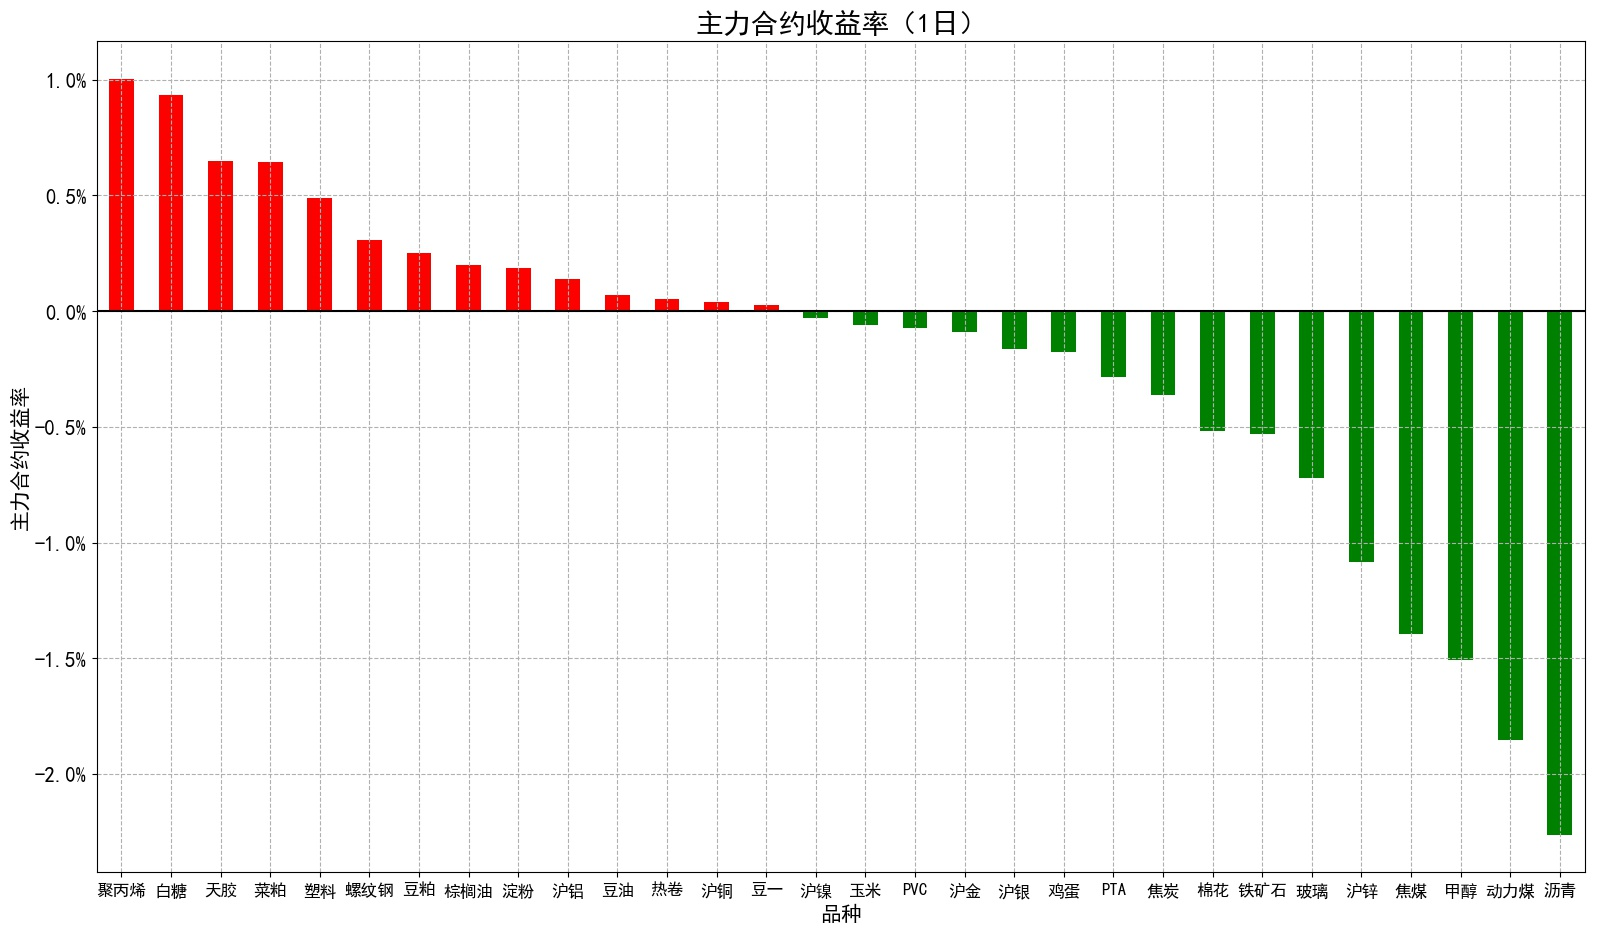 主力合约收益率（1日）
1.0%
0.5%
0.0%
−0.5%
−1.0%
−1.5%
−2.0%
主力合约收益率
聚丙烯 白糖 天胶 菜粕 塑料 螺纹钢 豆粕 棕榈油 淀粉 沪铝 豆油 热卷 沪铜 豆一 沪镍 玉米 PVC 沪金 沪银 鸡蛋 PTA 焦炭 棉花 铁矿石 玻璃 沪锌 焦煤 甲醇 动力煤 沥青
品种